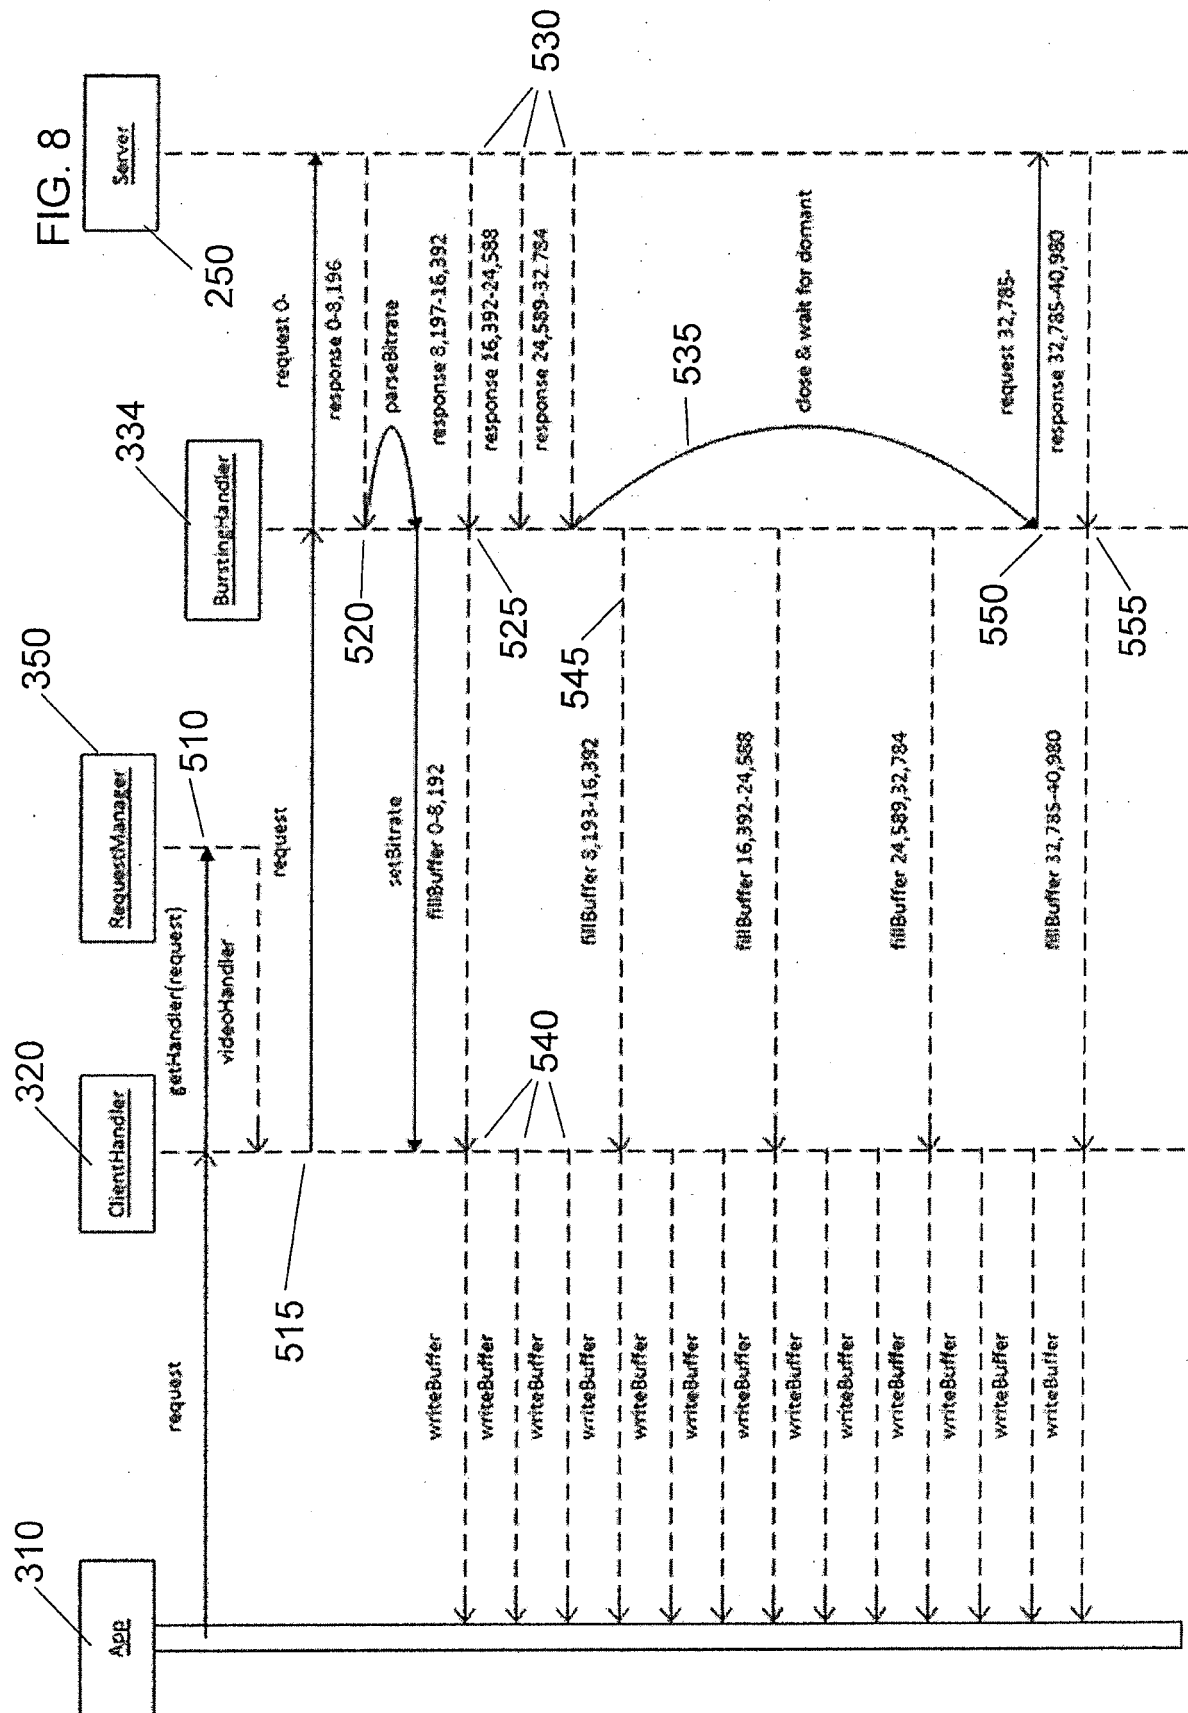 FIG. 8
310
320
350
334
250
App
ClientHandler
RequestManager
BurstingHandler
Server
request
getHandler(request)
510
videoHandler
request
515
request 0-
response 0-8,196
520
parseBitrate
setBitrate
fillBuffer 0-8,192
response 8,197-16,392
525
530
response 16,392-24,588
response 24,589-32,784
writeBuffer
writeBuffer
540
writeBuffer
writeBuffer
fillBuffer 8,193-16,392
545
535
close & wait for domant
writeBuffer
writeBuffer
writeBuffer
fillBuffer 16,392-24,588
writeBuffer
writeBuffer
writeBuffer
fillBuffer 24,589,32,784
writeBuffer
writeBuffer
550
request 32,785-
writeBuffer
fillBuffer 32,785-40,980
555
response 32,785-40,980